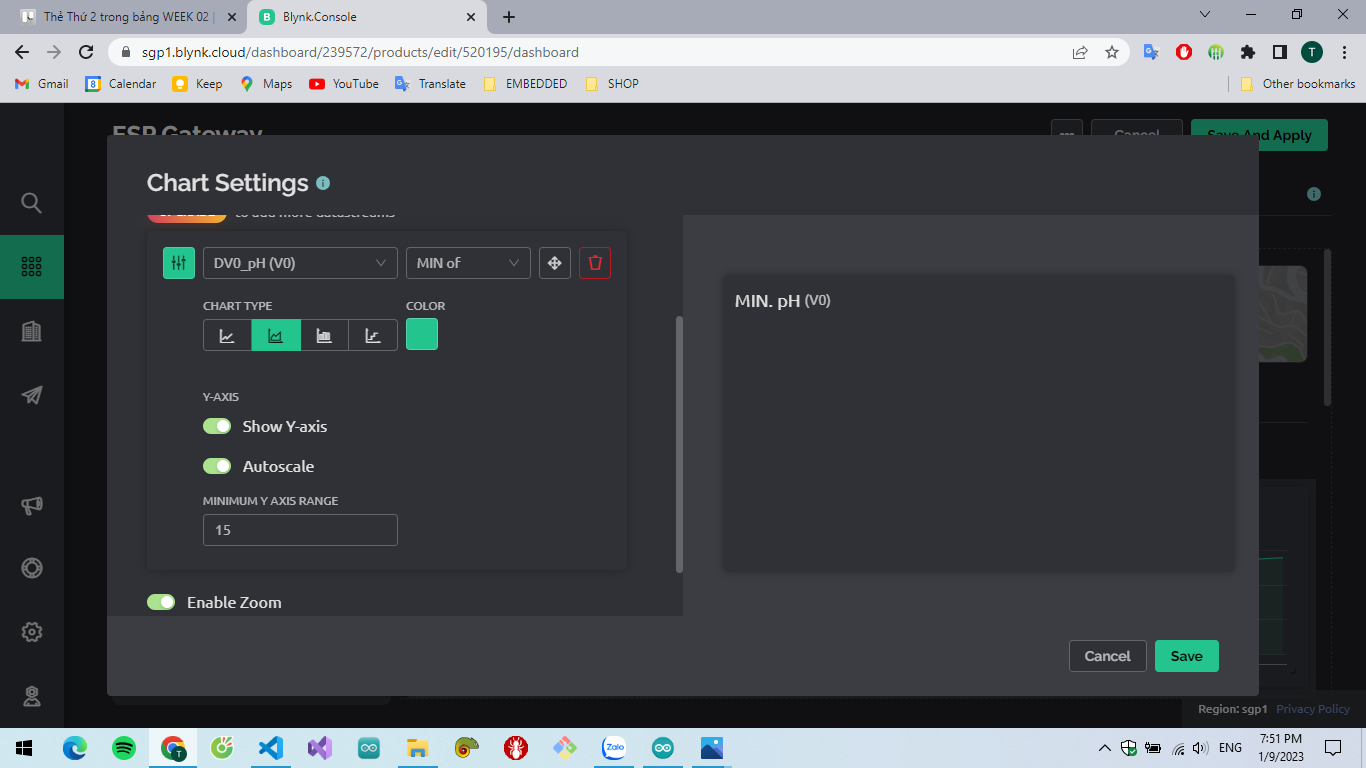 Thẻ Thứ 2 trong bảng WEEK 02 |
Blynk.Console
sgp1.blynk.cloud/dashboard/239572/products/edit/520195/dashboard
T
Gmail
Calendar
Keep
Maps
YouTube
Translate
EMBEDDED
SHOP
Other bookmarks
ESP Gateway
Cancel
Save And Apply
Chart Settings
UPGRADE to add more datastreams
DV0_pH (V0)
MIN of
CHART TYPE
COLOR
Y-AXIS
Show Y-axis
Autoscale
MINIMUM Y AXIS RANGE
15
Enable Zoom
MIN. pH (V0)
Cancel
Save
Region: sgp1 Privacy Policy
Zalo
ENG
7:51 PM
1/9/2023